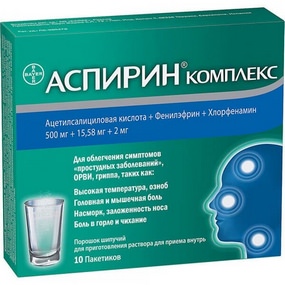 BAYER
АСПИРИН® КОМПЛЕКС
Ацетилсалициловая кислота + Фенилэфрин + Хлорфенамин
500 мг + 15,58 мг + 2 мг
Для облегчения симптомов
«простудных заболеваний»,
ОРВИ, гриппа, таких как:
Высокая температура, озноб
Головная и мышечная боль
Насморк, заложенность носа
Боль в горле и чихание
Порошок шипучий
для приготовления раствора для приема внутрь
10 Пакетиков